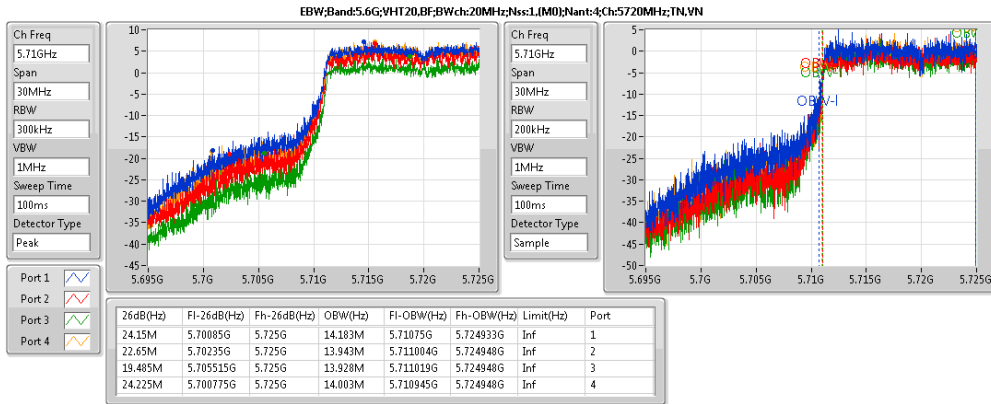 EBW;Band:5.6G;VHT20,BF;BWch:20MHz;Nss:1,(M0);Nant:4;Ch:5720MHz;TN,VN
Ch Freq
5.71GHz
Span
30MHz
RBW
300kHz
VBW
1MHz
Sweep Time
100ms
Detector Type
Peak
10
5
0
-5
-10
-15
-20
-25
-30
-35
-40
-45
5.695G 5.7G 5.705G 5.71G 5.715G 5.72G 5.725G
Ch Freq
5.71GHz
Span
30MHz
RBW
200kHz
VBW
1MHz
Sweep Time
100ms
Detector Type
Sample
5
0
-5
-10
-15
-20
-25
-30
-35
-40
-45
-50
OBW-l
5.695G 5.7G 5.705G 5.71G 5.715G 5.72G 5.725G
Port 1
Port 2
Port 3
Port 4
26dB(Hz) Fl-26dB(Hz) Fh-26dB(Hz) OBW(Hz) Fl-OBW(Hz) Fh-OBW(Hz) Limit(Hz) Port
24.15M 5.70085G 5.725G 14.183M 5.71075G 5.724933G Inf 1
22.65M 5.70235G 5.725G 13.943M 5.711004G 5.724948G Inf 2
19.485M 5.705515G 5.725G 13.928M 5.711019G 5.724948G Inf 3
24.225M 5.700775G 5.725G 14.003M 5.710945G 5.724948G Inf 4